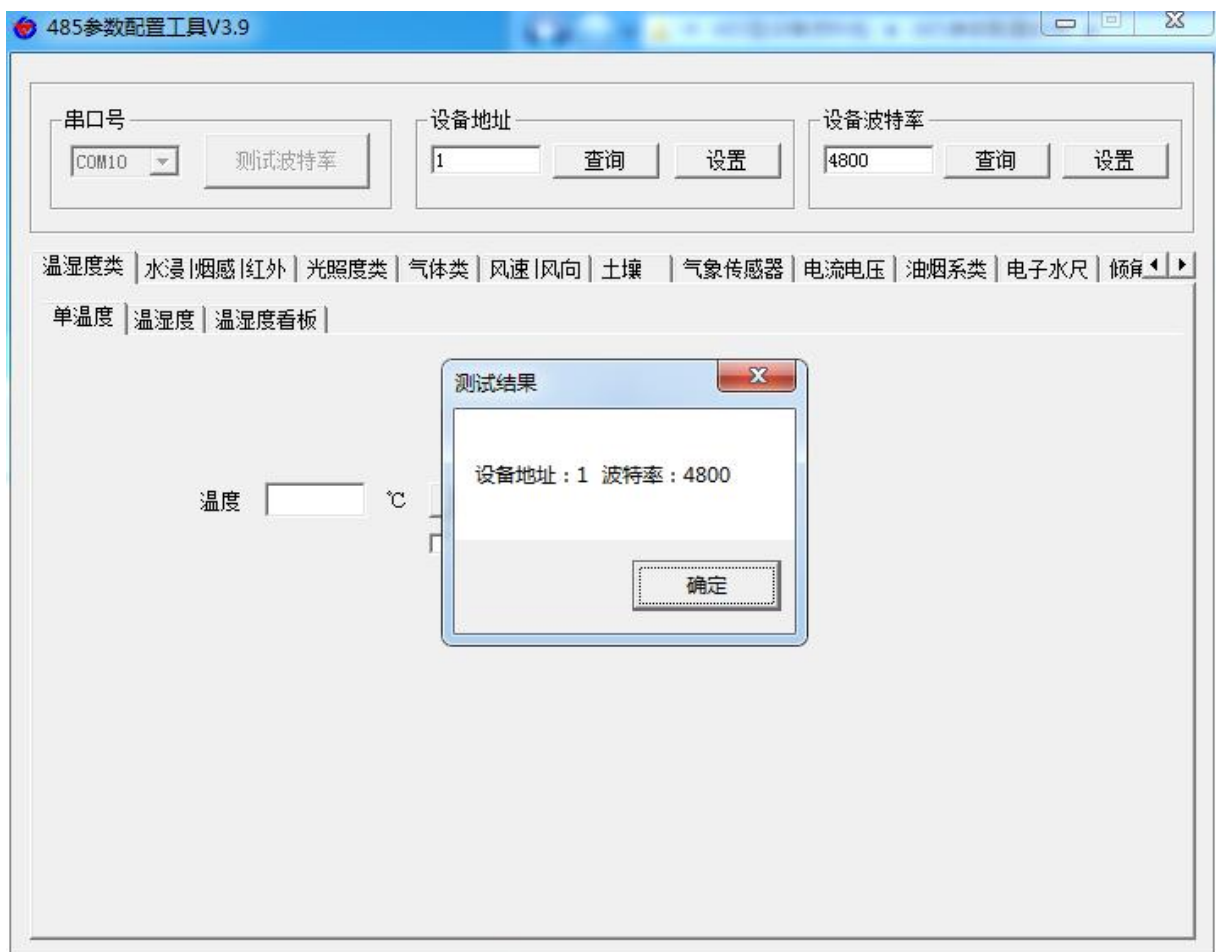 485参数配置工具V3.9
串口号
设备地址
设备波特率
COM10
测试波特率
1
查询
设置
4800
查询
设置
温湿度类 水浸|烟感|红外 光照度类 气体类 风速|风向 土壤 气象传感器 电流电压 油烟系类 电子水尺 倾角
单温度 温湿度 温湿度看板
测试结果
设备地址：1 波特率：4800
温度 ℃
确定